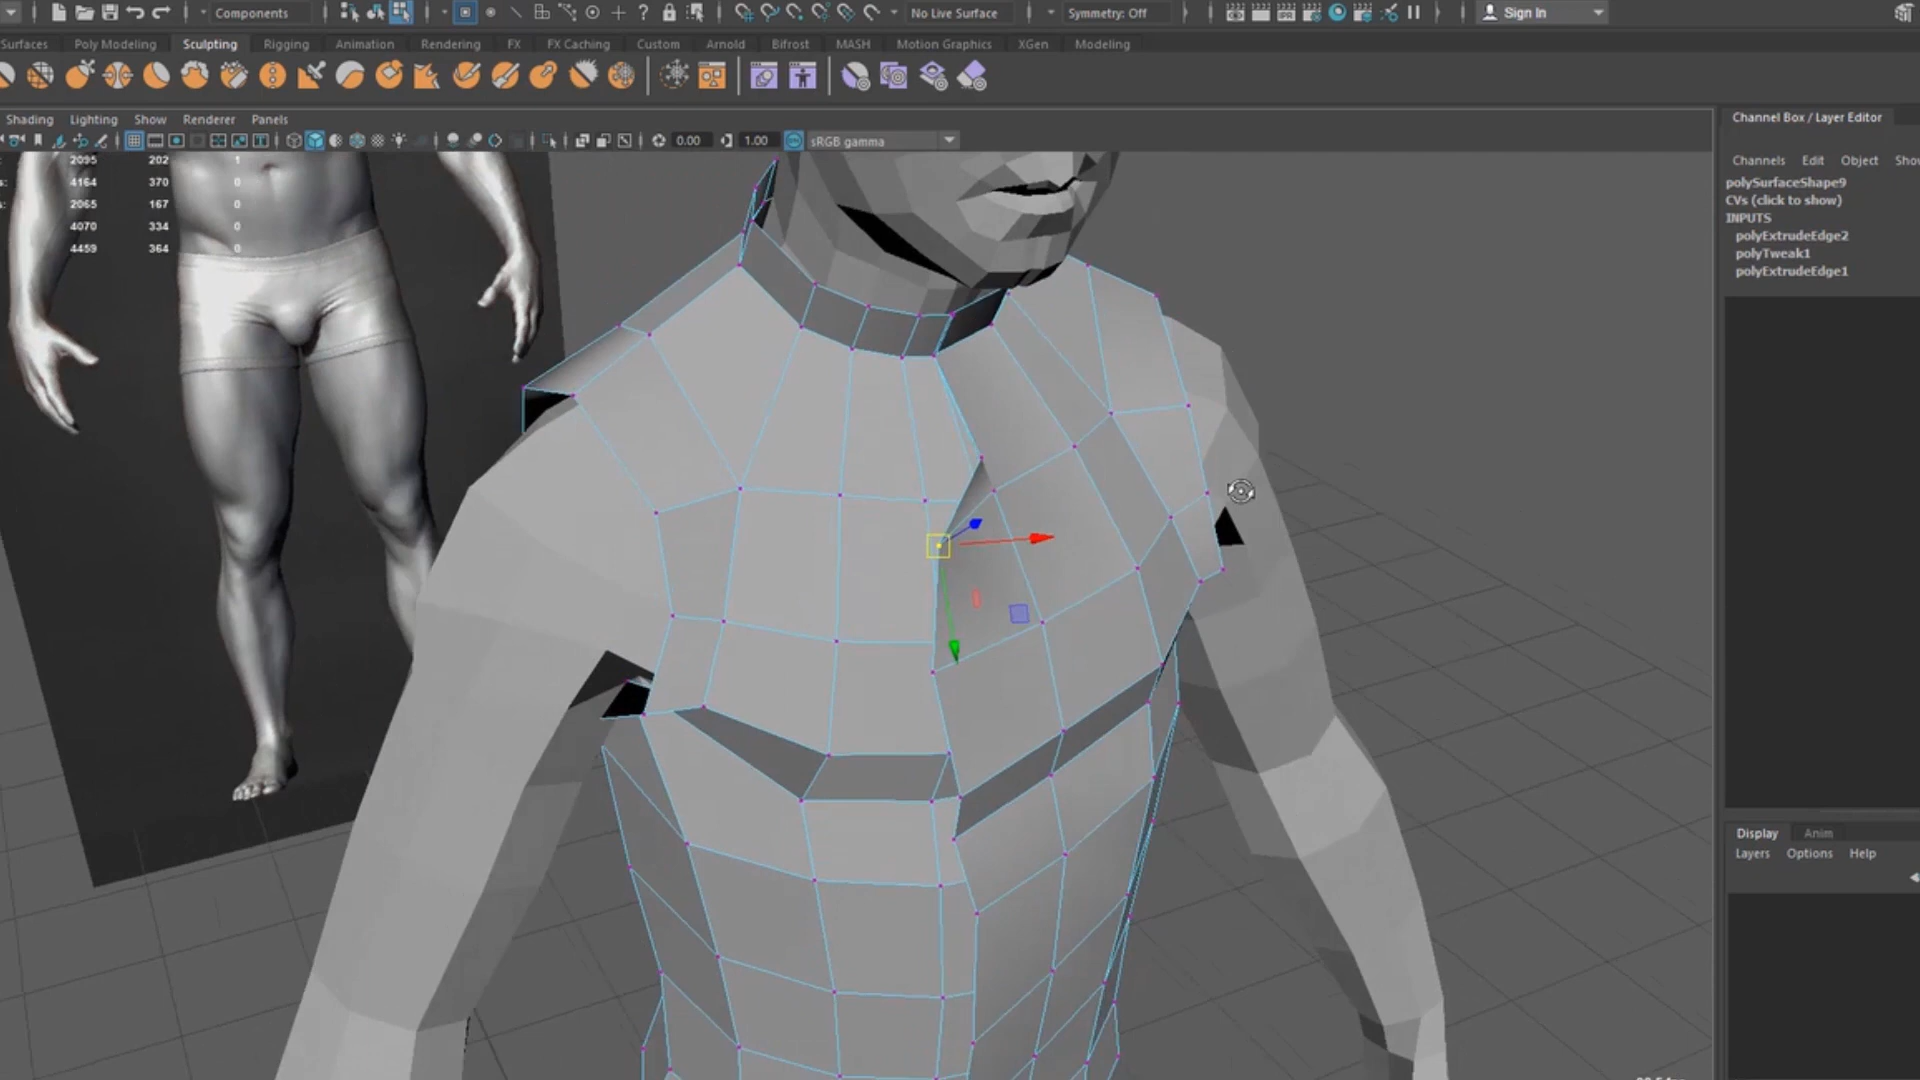 Components
No Live Surface
Symmetry: Off
Sign In
Surfaces Poly Modeling Sculpting Rigging Animation Rendering FX FX Caching Custom Arnold Bifrost MASH Motion Graphics XGen Modeling
Shading Lighting Show Renderer Panels
0.00 1.00 sRGB gamma
2095 202 1
4164 370 0
2065 167 0
4070 334 0
4459 364 0
Channel Box / Layer Editor
Channels Edit Object Show
polySurfaceShape9
CVs (click to show)
INPUTS
polyExtrudeEdge2
polyTweak1
polyExtrudeEdge1
Display Anim
Layers Options Help